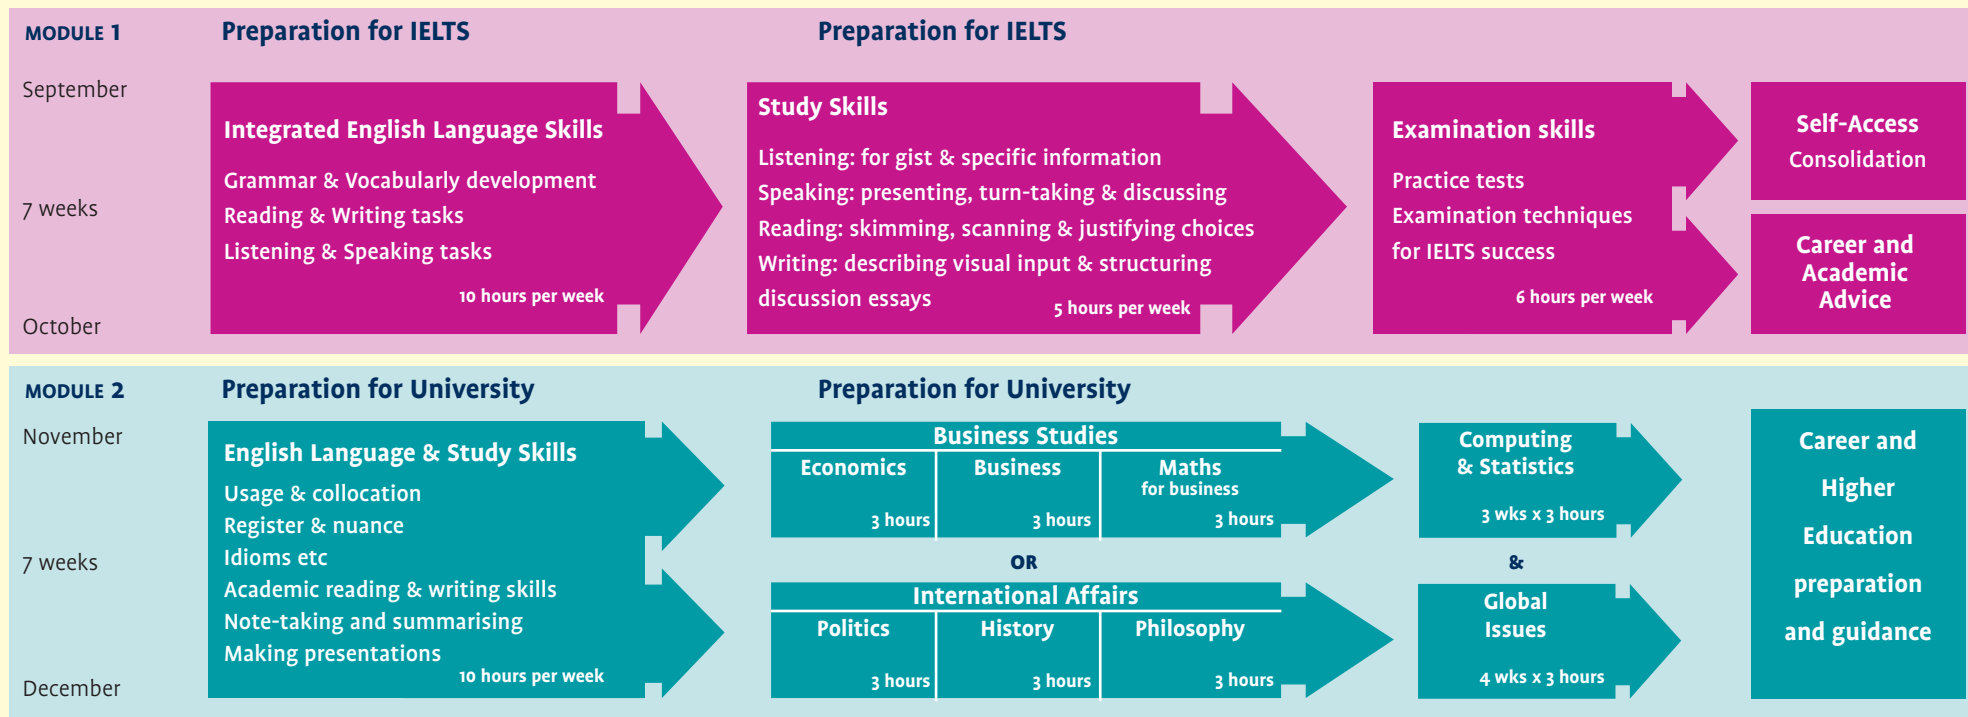 MODULE 1
Preparation for IELTS
Preparation for IELTS
September
7 weeks
October
Integrated English Language Skills
Grammar & Vocabularly development
Reading & Writing tasks
Listening & Speaking tasks
10 hours per week
Study Skills
Listening: for gist & specific information
Speaking: presenting, turn-taking & discussing
Reading: skimming, scanning & justifying choices
Writing: describing visual input & structuring
discussion essays
5 hours per week
Examination skills
Practice tests
Examination techniques
for IELTS success
6 hours per week
Self-Access
Consolidation
Career and
Academic
Advice
MODULE 2
Preparation for University
Preparation for University
November
7 weeks
December
English Language & Study Skills
Usage & collocation
Register & nuance
Idioms etc
Academic reading & writing skills
Note-taking and summarising
Making presentations
10 hours per week
Business Studies
Economics
3 hours
Business
3 hours
Maths
for business
3 hours
OR
International Affairs
Politics
3 hours
History
3 hours
Philosophy
3 hours
Computing
& Statistics
3 wks x 3 hours
&
Global
Issues
4 wks x 3 hours
Career and
Higher
Education
preparation
and guidance